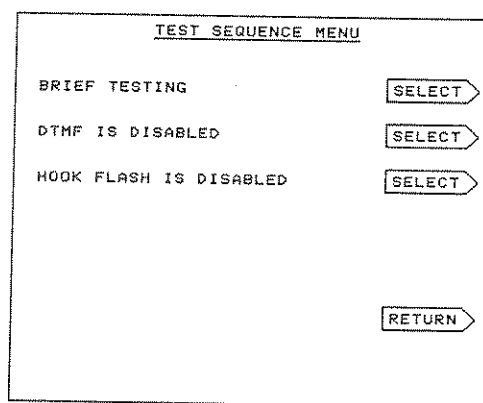 TEST SEQUENCE MENU
BRIEF TESTING SELECT
DTMF IS DISABLED SELECT
HOOK FLASH IS DISABLED SELECT
RETURN